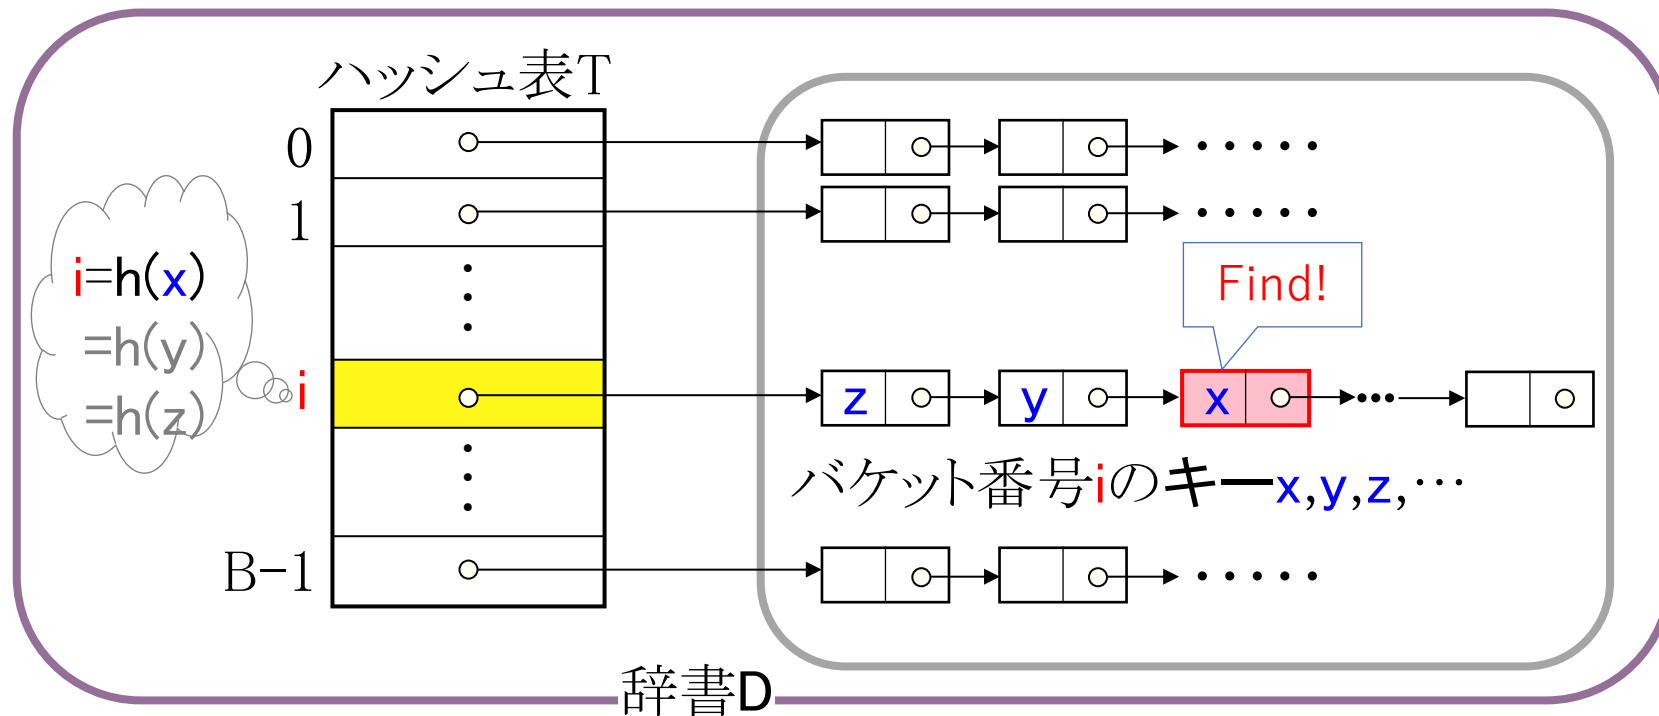 ハッシュ表T
0
1
i=h(x)
=h(y)
=h(z)
Find!
i
z
y
x
バケット番号iのキーx,y,z,…
B-1
辞書D